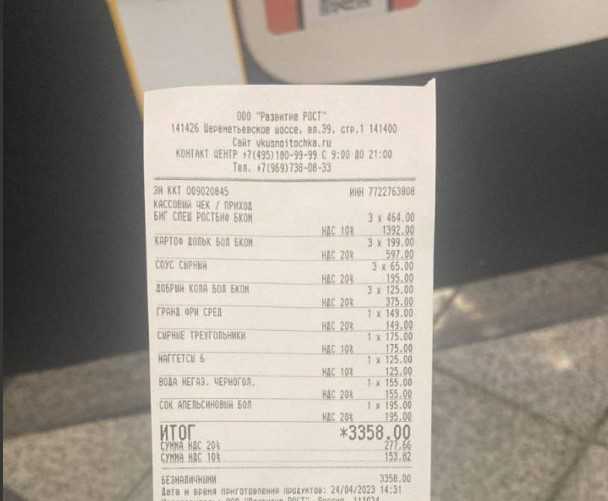 ООО "Развитие РОСТ"
141426 Шереметьевское шоссе, вл.39, стр.1 141400
Сайт vkusnoitochka.ru
КОНТАКТ ЦЕНТР +7(495)180-99-99 С 9:00 ДО 21:00
Тел. +7(969)738-08-33
ЗН ККТ 009020845 ИНН 7722763808
КАССОВЫЙ ЧЕК / ПРИХОД
БИГ СПЕШ РОСТБИФ БКОМ 3 x 464.00
НДС 10% 1392.00
КАРТОФ ДОЛЬК БОЛ БКОМ 3 x 199.00
НДС 20% 597.00
СОУС СЫРНЫЙ 3 x 65.00
НДС 20% 195.00
ДОБРЫЙ КОЛА БОЛ БКОМ 3 x 125.00
НДС 20% 375.00
ГРАНД ФРИ СРЕД 1 x 149.00
НДС 20% 149.00
СЫРНЫЕ ТРЕУГОЛЬНИКИ 1 x 175.00
НДС 10% 175.00
НАГГЕТСЫ 6 1 x 125.00
НДС 10% 125.00
ВОДА НЕГАЗ. ЧЕРНОГОЛ. 1 x 155.00
НДС 20% 155.00
СОК АПЕЛЬСИНОВЫЙ БОЛ 1 x 195.00
НДС 20% 195.00
ИТОГ *3358.00
СУММА НДС 20% 277.66
СУММА НДС 10% 153.82
БЕЗНАЛИЧНЫМИ 3358.00
Дата и время приготовления продуктов: 24/04/2023 14:31